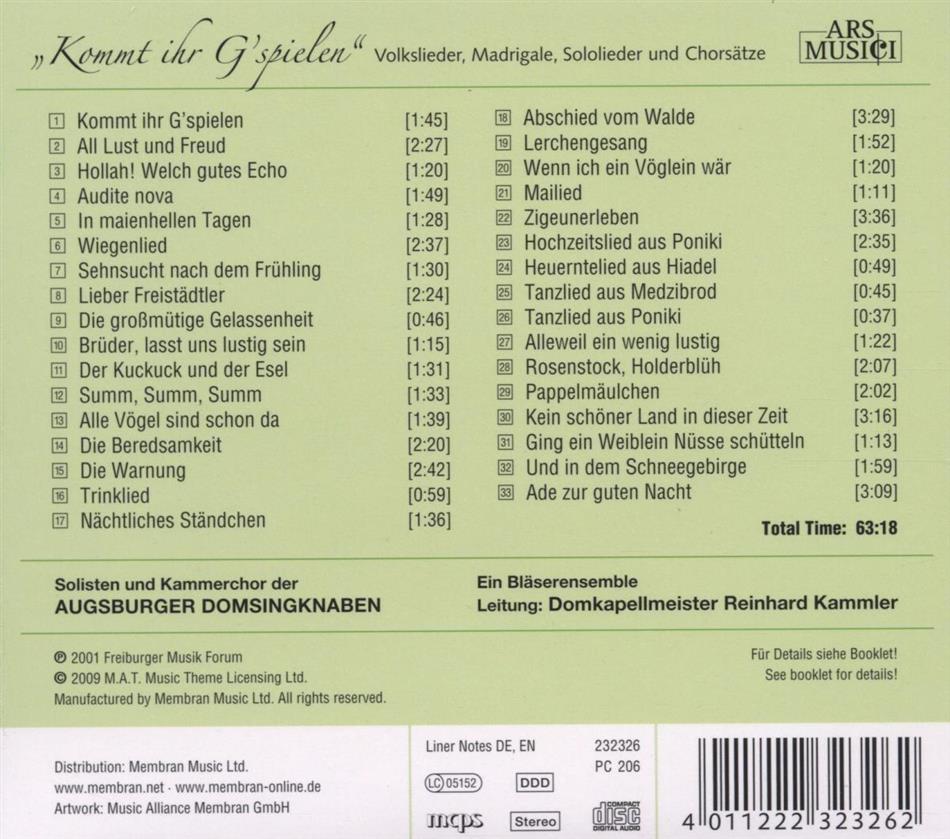 „Kommt ihr G'spielen“ Volkslieder, Madrigale, Sololieder und Chorsätze
ARS MUSICI
1 Kommt ihr G'spielen [1:45]
2 All Lust und Freud [2:27]
3 Hollah! Welch gutes Echo [1:20]
4 Audite nova [1:49]
5 In maienhellen Tagen [1:28]
6 Wiegenlied [2:37]
7 Sehnsucht nach dem Frühling [1:30]
8 Lieber Freistädtler [2:24]
9 Die großmütige Gelassenheit [0:46]
10 Brüder, lasst uns lustig sein [1:15]
11 Der Kuckuck und der Esel [1:31]
12 Summ, Summ, Summ [1:33]
13 Alle Vögel sind schon da [1:39]
14 Die Beredsamkeit [2:20]
15 Die Warnung [2:42]
16 Trinklied [0:59]
17 Nächtliches Ständchen [1:36]
18 Abschied vom Walde [3:29]
19 Lerchengesang [1:52]
20 Wenn ich ein Vöglein wär [1:20]
21 Mailied [1:11]
22 Zigeunerleben [3:36]
23 Hochzeitslied aus Poniki [2:35]
24 Heuerntelied aus Hiadel [0:49]
25 Tanzlied aus Medzibrod [0:45]
26 Tanzlied aus Poniki [0:37]
27 Alleweil ein wenig lustig [1:22]
28 Rosenstock, Holderblüh [2:07]
29 Pappelmäulchen [2:02]
30 Kein schöner Land in dieser Zeit [3:16]
31 Ging ein Weiblein Nüsse schütteln [1:13]
32 Und in dem Schneegebirge [1:59]
33 Ade zur guten Nacht [3:09]
Total Time: 63:18
Solisten und Kammerchor der
AUGSBURGER DOMSINGKNABEN
Ein Bläserensemble
Leitung: Domkapellmeister Reinhard Kammler
℗ 2001 Freiburger Musik Forum
© 2009 M.A.T. Music Theme Licensing Ltd.
Manufactured by Membran Music Ltd. All rights reserved.
Für Details siehe Booklet!
See booklet for details!
Distribution: Membran Music Ltd.
www.membran.net · www.membran-online.de
Artwork: Music Alliance Membran GmbH
Liner Notes DE, EN
232326
PC 206
LC 05152
DDD
mcps
Stereo
COMPACT
disc
DIGITAL AUDIO
4 011222 323262